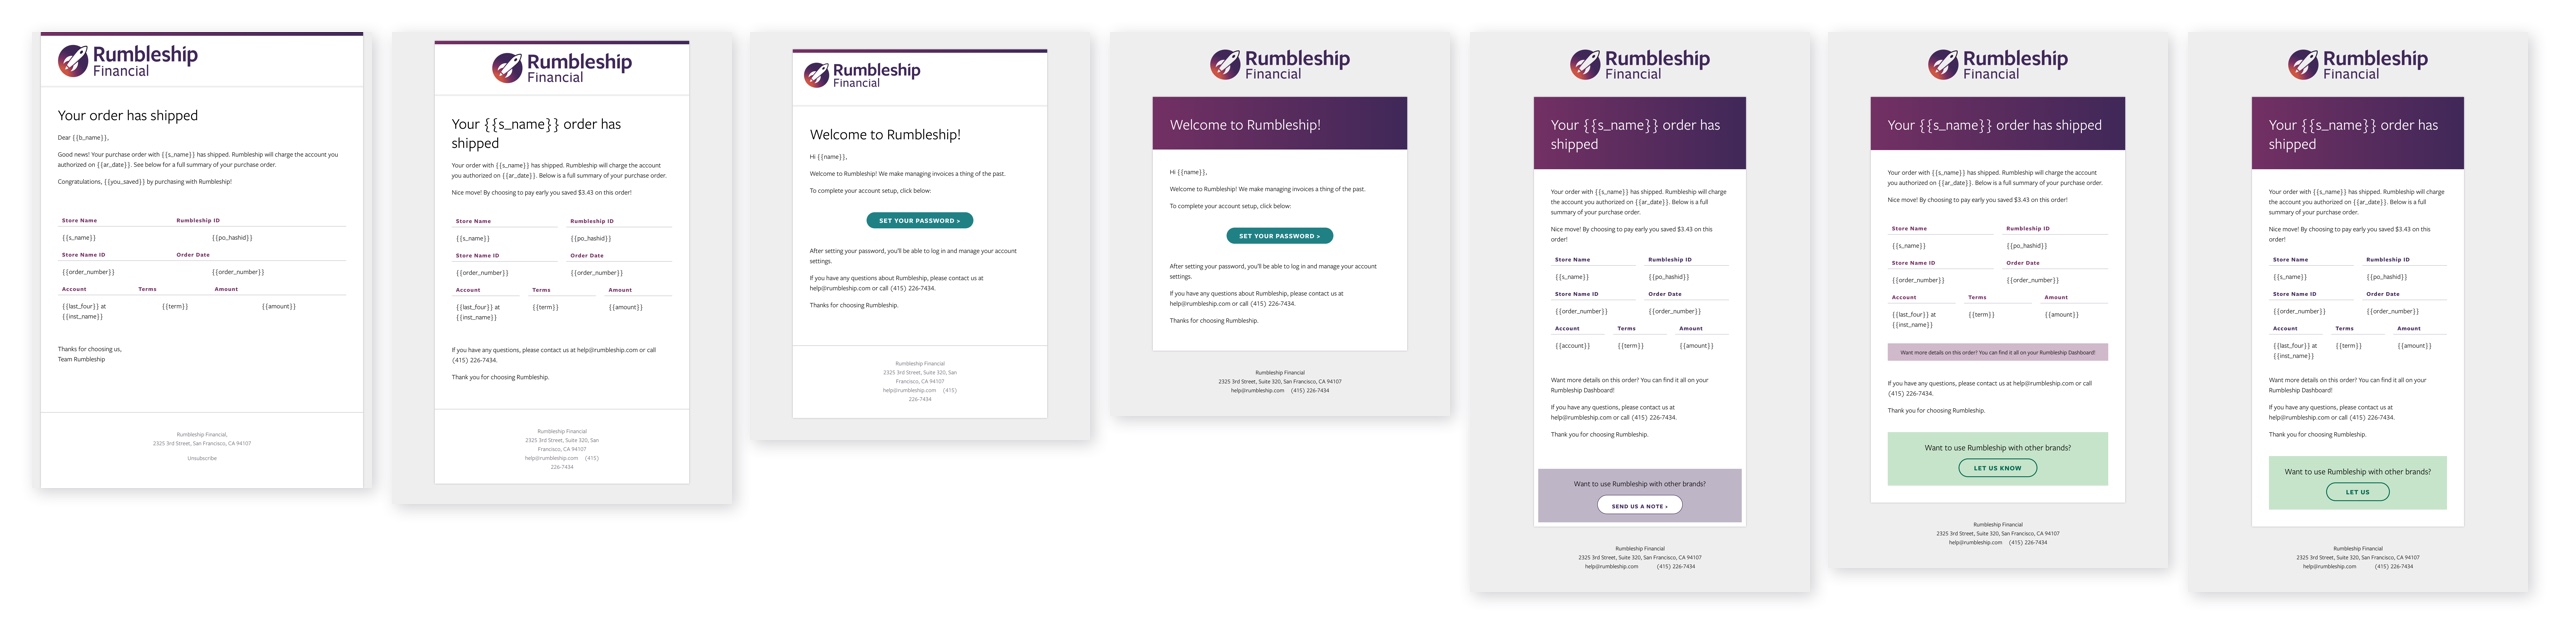 Rumbleship
Financial
Your order has shipped
Dear {{b_name}},
Good news! Your purchase order with {{s_name}} has shipped. Rumbleship will charge the account you
authorized on {{ar_date}}. See below for a full summary of your purchase order.
Congratulations, {{you_saved}} by purchasing with Rumbleship!
Store Name Rumbleship ID
{{s_name}} {{po_hashid}}
Store Name ID Order Date
{{order_number}} {{order_number}}
Account Terms Amount
{{last_four}} at {{term}} {{amount}}
{{inst_name}}
Thanks for choosing us,
Team Rumbleship
Rumbleship Financial,
2325 3rd Street, San Francisco, CA 94107
Unsubscribe
Rumbleship
Financial
Your {{s_name}} order has
shipped
Your order with {{s_name}} has shipped. Rumbleship will charge the account
you authorized on {{ar_date}}. Below is a full summary of your purchase order.
Nice move! By choosing to pay early you saved $3.43 on this order!
Store Name Rumbleship ID
{{s_name}} {{po_hashid}}
Store Name ID Order Date
{{order_number}} {{order_number}}
Account Terms Amount
{{last_four}} at {{term}} {{amount}}
{{inst_name}}
If you have any questions, please contact us at help@rumbleship.com or call
(415) 226-7434.
Thank you for choosing Rumbleship.
Rumbleship Financial
2325 3rd Street, Suite 320, San
Francisco, CA 94107
help@rumbleship.com (415)
226-7434
Rumbleship
Financial
Welcome to Rumbleship!
Hi {{name}},
Welcome to Rumbleship! We make managing invoices a thing of the past.
To complete your account setup, click below:
SET YOUR PASSWORD >
After setting your password, you'll be able to log in and manage your account
settings.
If you have any questions about Rumbleship, please contact us at
help@rumbleship.com or call (415) 226-7434.
Thanks for choosing Rumbleship.
Rumbleship Financial
2325 3rd Street, Suite 320, San
Francisco, CA 94107
help@rumbleship.com (415)
226-7434
Rumbleship
Financial
Welcome to Rumbleship!
Hi {{name}},
Welcome to Rumbleship! We make managing invoices a thing of the past.
To complete your account setup, click below:
SET YOUR PASSWORD >
After setting your password, you'll be able to log in and manage your account
settings.
If you have any questions about Rumbleship, please contact us at
help@rumbleship.com or call (415) 226-7434.
Thanks for choosing Rumbleship.
Rumbleship Financial
2325 3rd Street, Suite 320, San Francisco, CA 94107
help@rumbleship.com (415) 226-7434
Rumbleship
Financial
Your {{s_name}} order has
shipped
Your order with {{s_name}} has shipped. Rumbleship will charge
the account you authorized on {{ar_date}}. Below is a full
summary of your purchase order.
Nice move! By choosing to pay early you saved $3.43 on this
order!
Store Name Rumbleship ID
{{s_name}} {{po_hashid}}
Store Name ID Order Date
{{order_number}} {{order_number}}
Account Terms Amount
{{account}} {{term}} {{amount}}
Want more details on this order? You can find it all on your
Rumbleship Dashboard!
If you have any questions, please contact us at
help@rumbleship.com or call (415) 226-7434.
Thank you for choosing Rumbleship.
Want to use Rumbleship with other brands?
SEND US A NOTE >
Rumbleship Financial
2325 3rd Street, Suite 320, San Francisco, CA 94107
help@rumbleship.com (415) 226-7434
Rumbleship
Financial
Your {{s_name}} order has shipped
Your order with {{s_name}} has shipped. Rumbleship will charge the account
you authorized on {{ar_date}}. Below is a full summary of your purchase order.
Nice move! By choosing to pay early you saved $3.43 on this order!
Store Name Rumbleship ID
{{s_name}} {{po_hashid}}
Store Name ID Order Date
{{order_number}} {{order_number}}
Account Terms Amount
{{last_four}} at {{term}} {{amount}}
{{inst_name}}
Want more details on this order? You can find it all on your Rumbleship Dashboard!
If you have any questions, please contact us at help@rumbleship.com or call
(415) 226-7434.
Thank you for choosing Rumbleship.
Want to use Rumbleship with other brands?
LET US KNOW
Rumbleship Financial
2325 3rd Street, Suite 320, San Francisco, CA 94107
help@rumbleship.com (415) 226-7434
Rumbleship
Financial
Your {{s_name}} order has
shipped
Your order with {{s_name}} has shipped. Rumbleship will charge
the account you authorized on {{ar_date}}. Below is a full
summary of your purchase order.
Nice move! By choosing to pay early you saved $3.43 on this
order!
Store Name Rumbleship ID
{{s_name}} {{po_hashid}}
Store Name ID Order Date
{{order_number}} {{order_number}}
Account Terms Amount
{{last_four}} at {{term}} {{amount}}
{{inst_name}}
Want more details on this order? You can find it all on your
Rumbleship Dashboard!
If you have any questions, please contact us at
help@rumbleship.com or call (415) 226-7434.
Thank you for choosing Rumbleship.
Want to use Rumbleship with other brands?
LET US
Rumbleship Financial
2325 3rd Street, Suite 320, San Francisco, CA 94107
help@rumbleship.com (415) 226-7434